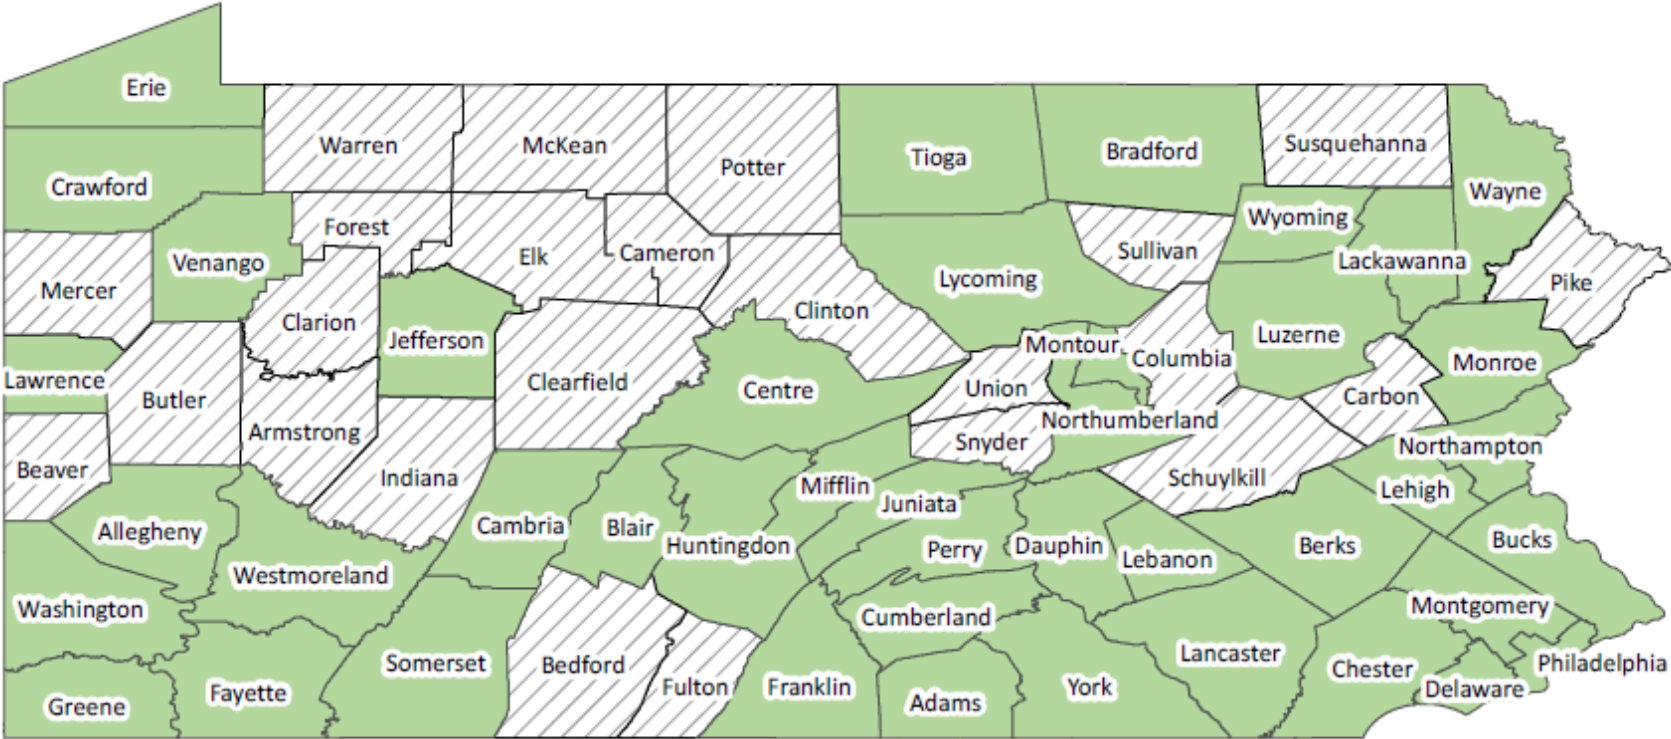 Erie
Warren
McKean
Potter
Tioga
Bradford
Susquehanna
Crawford
Wayne
Forest
Wyoming
Venango
Elk
Cameron
Sullivan
Lackawanna
Mercer
Lycoming
Pike
Clarion
Clinton
Jefferson
Montour
Columbia
Luzerne
Monroe
Lawrence
Clearfield
Centre
Union
Carbon
Butler
Armstrong
Northumberland
Snyder
Northampton
Beaver
Indiana
Mifflin
Juniata
Schuylkill
Lehigh
Allegheny
Cambria
Blair
Huntingdon
Perry
Dauphin
Lebanon
Berks
Bucks
Westmoreland
Washington
Cumberland
Montgomery
Somerset
Bedford
Lancaster
Chester
Philadelphia
Greene
Fayette
Fulton
Franklin
Adams
York
Delaware